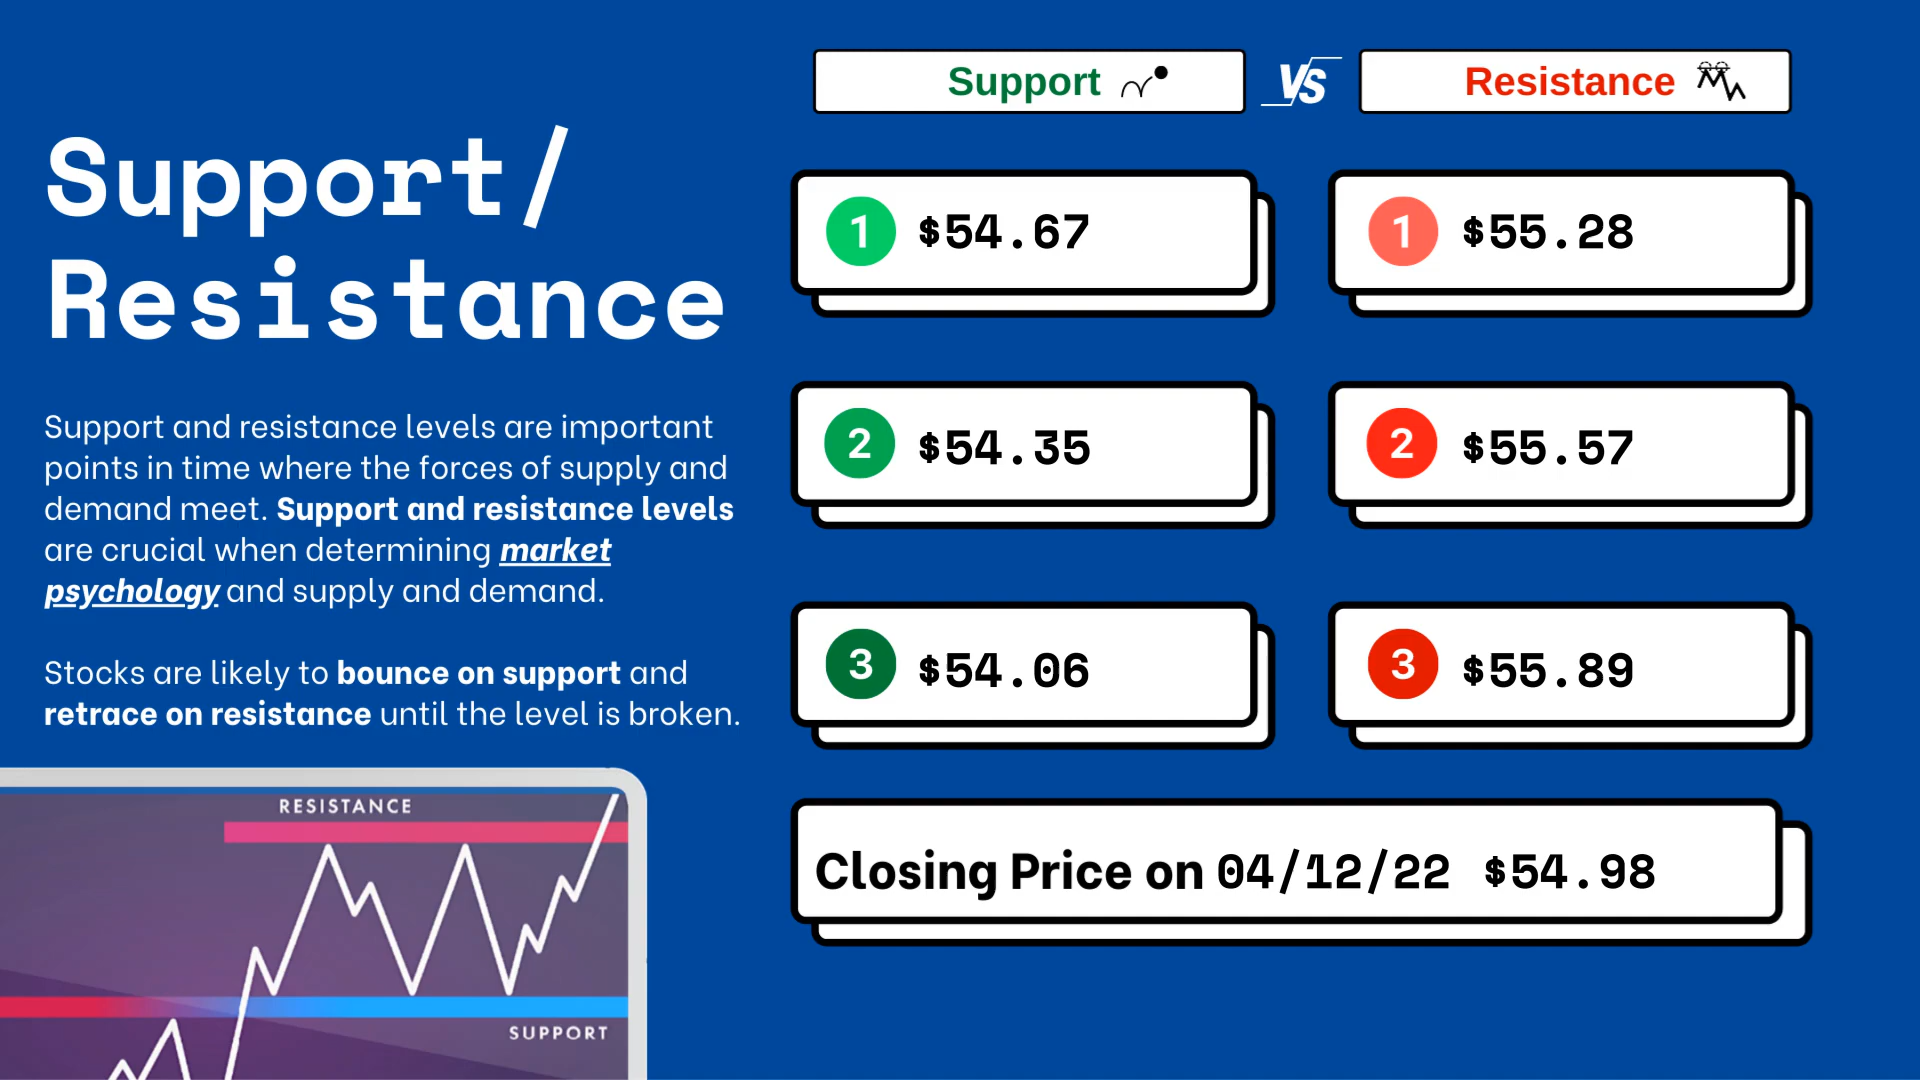 Support/
Resistance
Support and resistance levels are important
points in time where the forces of supply and
demand meet. Support and resistance levels
are crucial when determining market
psychology and supply and demand.
Stocks are likely to bounce on support and
retrace on resistance until the level is broken.
RESISTANCE
SUPPORT
Support VS Resistance
1 $54.67
1 $55.28
2 $54.35
2 $55.57
3 $54.06
3 $55.89
Closing Price on 04/12/22 $54.98